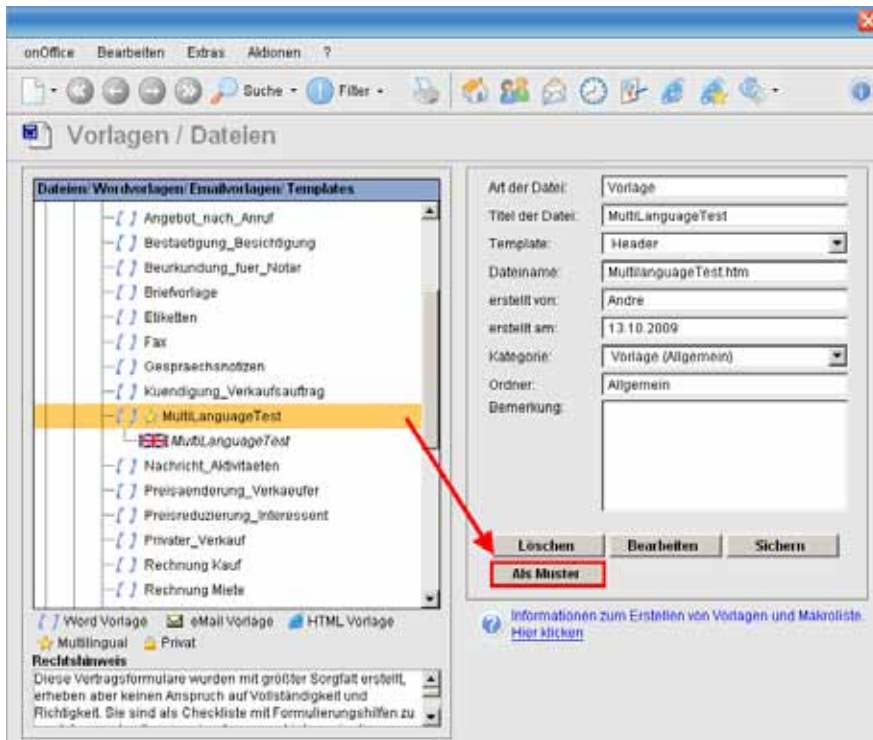 onOffice Bearbeiten Extras Aktionen ?
Suche Filter
Vorlagen / Dateien
Dateien/Wordvorlagen/Emailvorlagen/Templates
Angebot_nach_Anruf
Bestaetigung_Besichtigung
Beurkundung_fuer_Notar
Briefvorlage
Etiketten
Fax
Gespraechsnotizen
Kuendigung_Verkaufsauftrag
MultiLanguageTest
MultiLanguageTest
Nachricht_Aktivitaeten
Preisaenderung_Verkaeufer
Preisreduzierung_Interessent
Privater_Verkauf
Rechnung Kauf
Rechnung Miete
Word Vorlage eMail Vorlage HTML Vorlage
Multilingual Privat
Rechtshinweis
Diese Vertragsformulare wurden mit größter Sorgfalt erstellt,
erheben aber keinen Anspruch auf Vollständigkeit und
Richtigkeit. Sie sind als Checkliste mit Formulierungshilfen zu
Art der Datei: Vorlage
Titel der Datei: MultiLanguageTest
Template: Header
Dateiname: MultilanguageTest.htm
erstellt von: Andre
erstellt am: 13.10.2009
Kategorie: Vorlage (Allgemein)
Ordner: Allgemein
Bemerkung:
Löschen Bearbeiten Sichern
Als Muster
Informationen zum Erstellen von Vorlagen und Makroliste.
Hier klicken